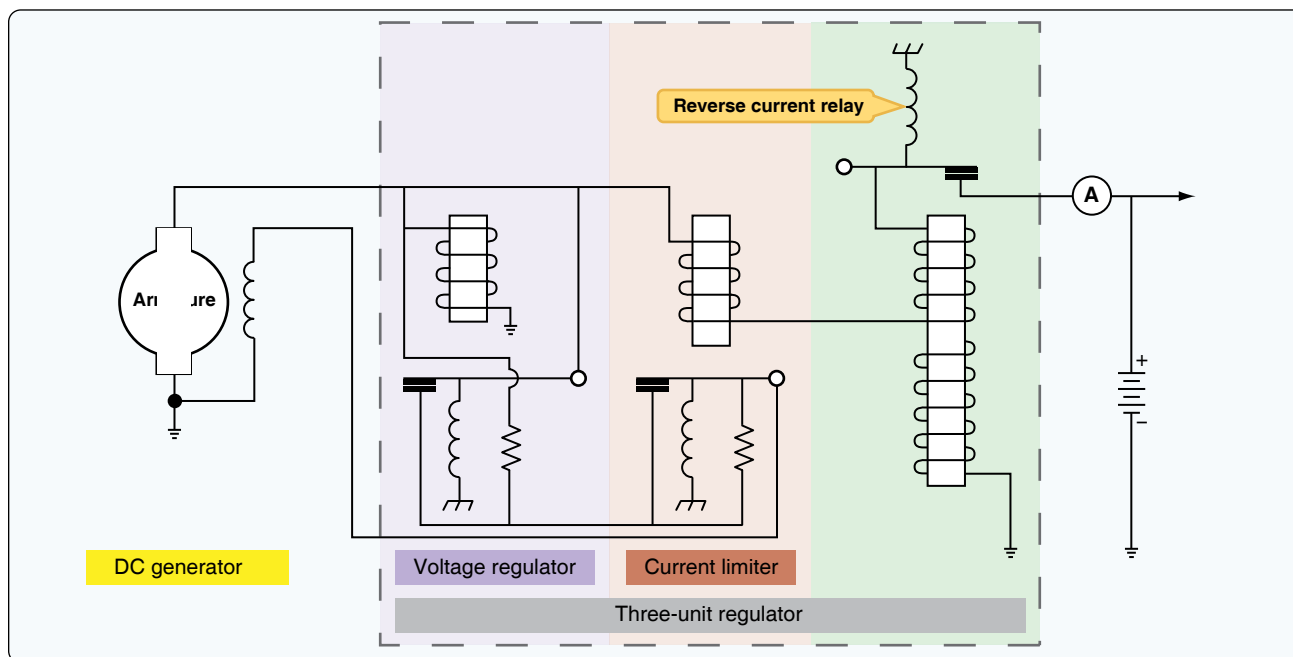 Reverse current relay
A
+
−
DC generator
Voltage regulator
Current limiter
Three-unit regulator